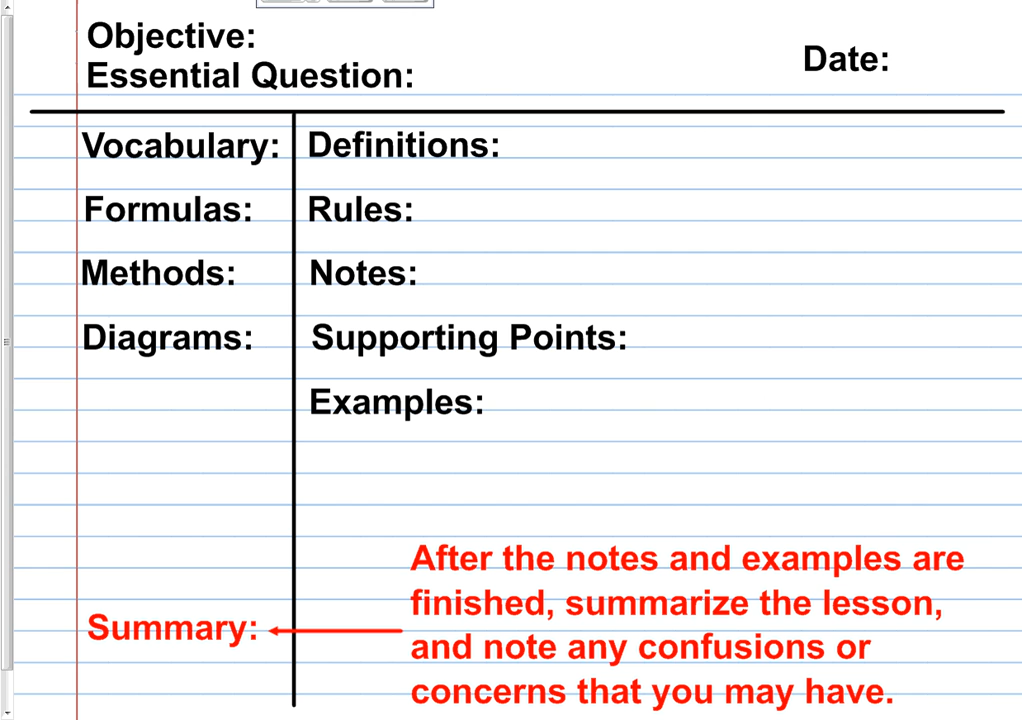 Objective:
Date:
Essential Question:
Vocabulary:
Definitions:
Formulas:
Rules:
Methods:
Notes:
Diagrams:
Supporting Points:
Examples:
After the notes and examples are
finished, summarize the lesson,
Summary:
and note any confusions or
concerns that you may have.